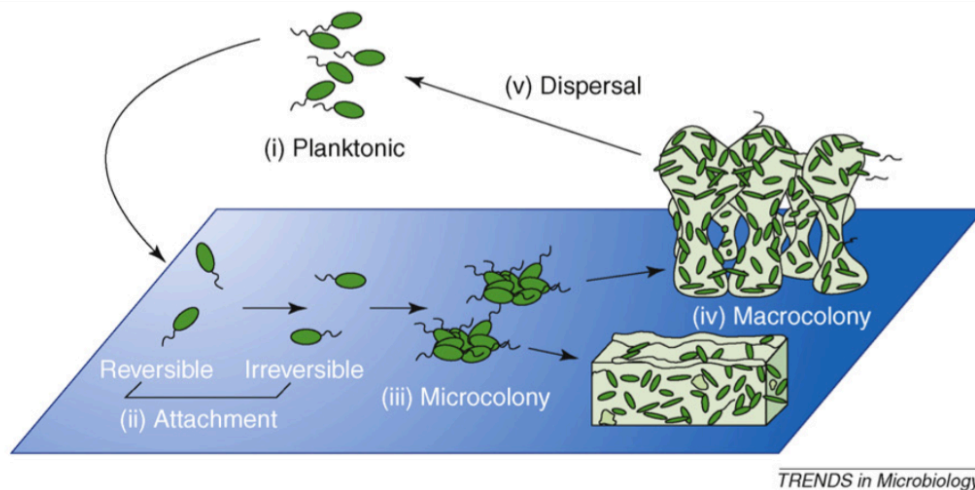 (v) Dispersal
(i) Planktonic
(iv) Macrocolony
Reversible Irreversible
(ii) Attachment
(iii) Microcolony
TRENDS in Microbiology